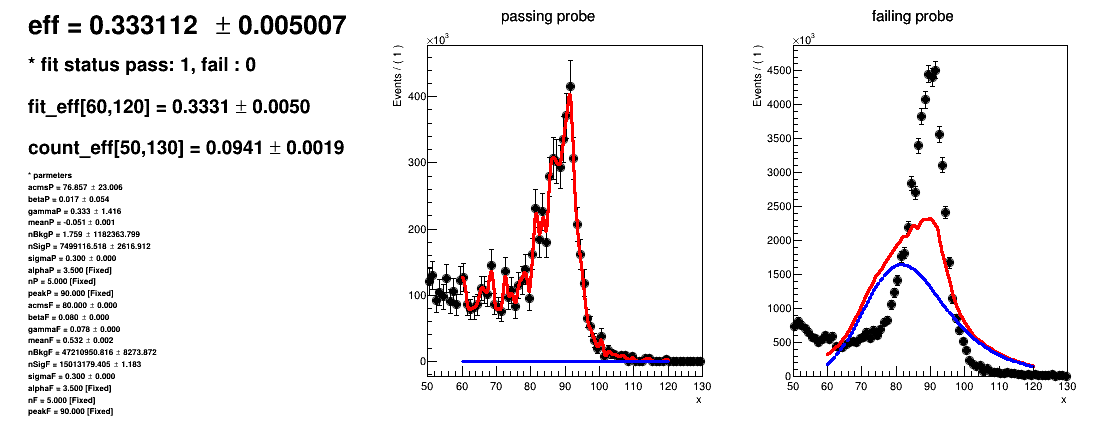 eff = 0.333112 ± 0.005007
* fit status pass: 1, fail : 0
fit_eff[60,120] = 0.3331 ± 0.0050
count_eff[50,130] = 0.0941 ± 0.0019
* parmeters
acmsP = 76.857 ± 23.006
betaP = 0.017 ± 0.054
gammaP = 0.333 ± 1.416
meanP = -0.051 ± 0.001
nBkgP = 1.759 ± 1182363.799
nSigP = 7499116.518 ± 2616.912
sigmaP = 0.300 ± 0.000
alphaP = 3.500 [Fixed]
nP = 5.000 [Fixed]
peakP = 90.000 [Fixed]
acmsF = 80.000 ± 0.000
betaF = 0.080 ± 0.000
gammaF = 0.078 ± 0.000
meanF = 0.532 ± 0.002
nBkgF = 47210950.816 ± 8273.872
nSigF = 15013179.405 ± 1.183
sigmaF = 0.300 ± 0.000
alphaF = 3.500 [Fixed]
nF = 5.000 [Fixed]
peakF = 90.000 [Fixed]
passing probe
×10³
Events / ( 1 )
400
300
200
100
0
50 60 70 80 90 100 110 120 130
x
failing probe
×10³
Events / ( 1 )
4500
4000
3500
3000
2500
2000
1500
1000
500
0
50 60 70 80 90 100 110 120 130
x